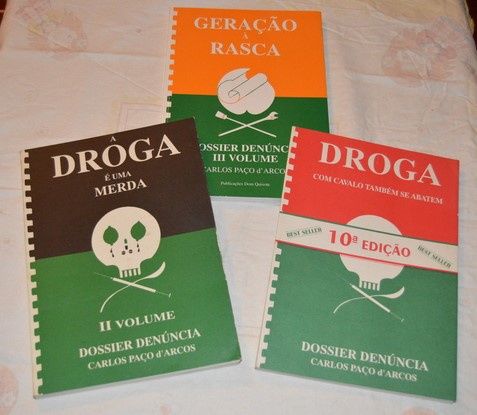 GERAÇÃO
À
RASCA
DOSSIER DENÚNCIA
III VOLUME
CARLOS PAÇO d'ARCOS
Publicações Dom Quixote
A
DROGA
É UMA
MERDA
II VOLUME
DOSSIER DENÚNCIA
CARLOS PAÇO d'ARCOS
DROGA
COM CAVALO TAMBÉM SE ABATEM
BEST SELLER
10ª EDIÇÃO
BEST SELLER
DOSSIER DENÚNCIA
CARLOS PAÇO d'ARCOS